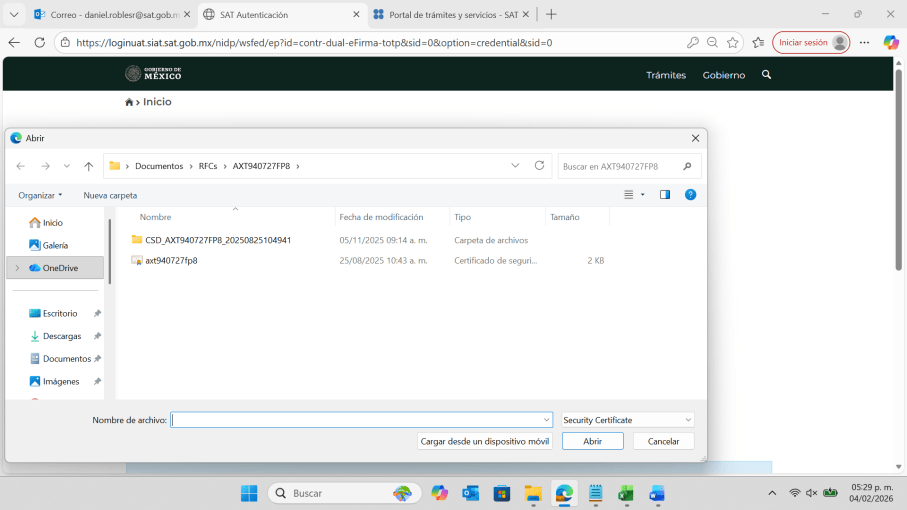 Correo - daniel.roblesr@sat.gob.m
SAT Autenticación
Portal de trámites y servicios - SAT
https://loginuat.siat.sat.gob.mx/nidp/wsfed/ep?id=contr-dual-eFirma-totp&sid=0&option=credential&sid=0
Iniciar sesión
GOBIERNO DE
MÉXICO
Trámites Gobierno
Inicio
Abrir
Documentos › RFCs › AXT940727FP8 ›
Buscar en AXT940727FP8
Organizar
Nueva carpeta
Nombre Fecha de modificación Tipo Tamaño
Inicio
Galería
OneDrive
Escritorio
Descargas
Documentos
Imágenes
CSD_AXT940727FP8_20250825104941 05/11/2025 09:14 a. m. Carpeta de archivos
axt940727fp8 25/08/2025 10:43 a. m. Certificado de seguri... 2 KB
Nombre de archivo:
Security Certificate
Cargar desde un dispositivo móvil
Abrir
Cancelar
Buscar
05:29 p. m.
04/02/2026